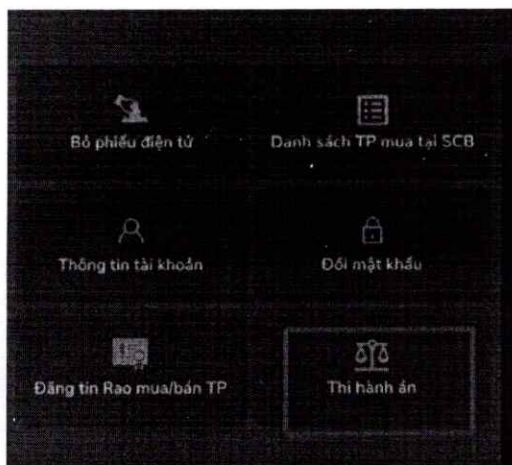 Bỏ phiếu điện tử
Danh sách TP mua tại SCB
Thông tin tài khoản
Đổi mật khẩu
Đăng tin Rao mua/bán TP
Thi hành án